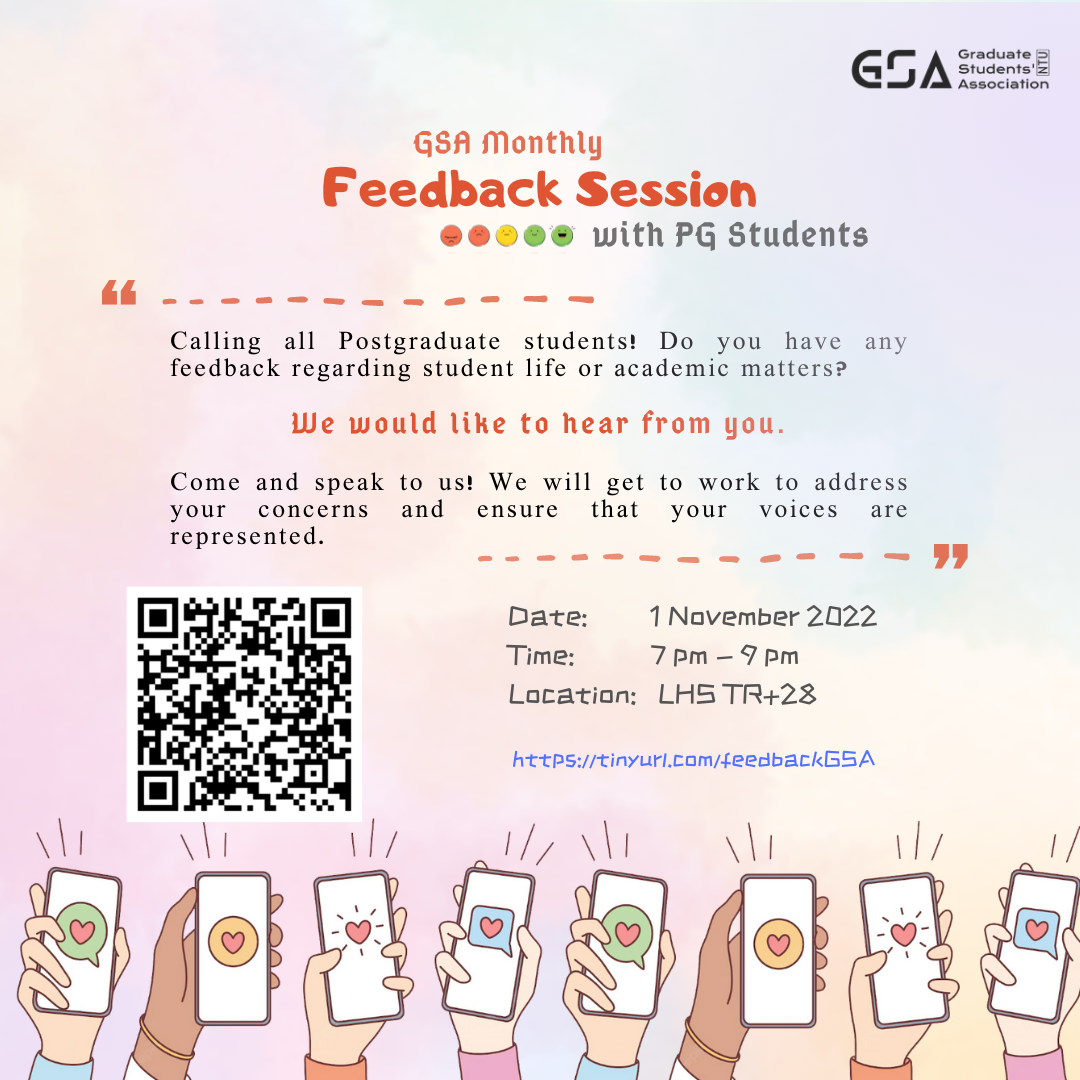 GSA Graduate
Students'
Association
NTU
GSA Monthly
Feedback Session
with PG Students
“
Calling all Postgraduate students! Do you have any
feedback regarding student life or academic matters?
We would like to hear from you.
Come and speak to us! We will get to work to address
your concerns and ensure that your voices are
represented.
”
Date: 1 November 2022
Time: 7 pm – 9 pm
Location: LHS TR+28
https://tinyurl.com/feedbackGSA